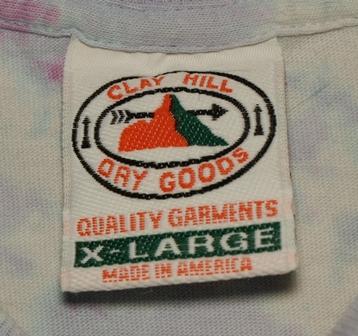 CLAY HILL
DRY GOODS
QUALITY GARMENTS
X-LARGE
MADE IN AMERICA